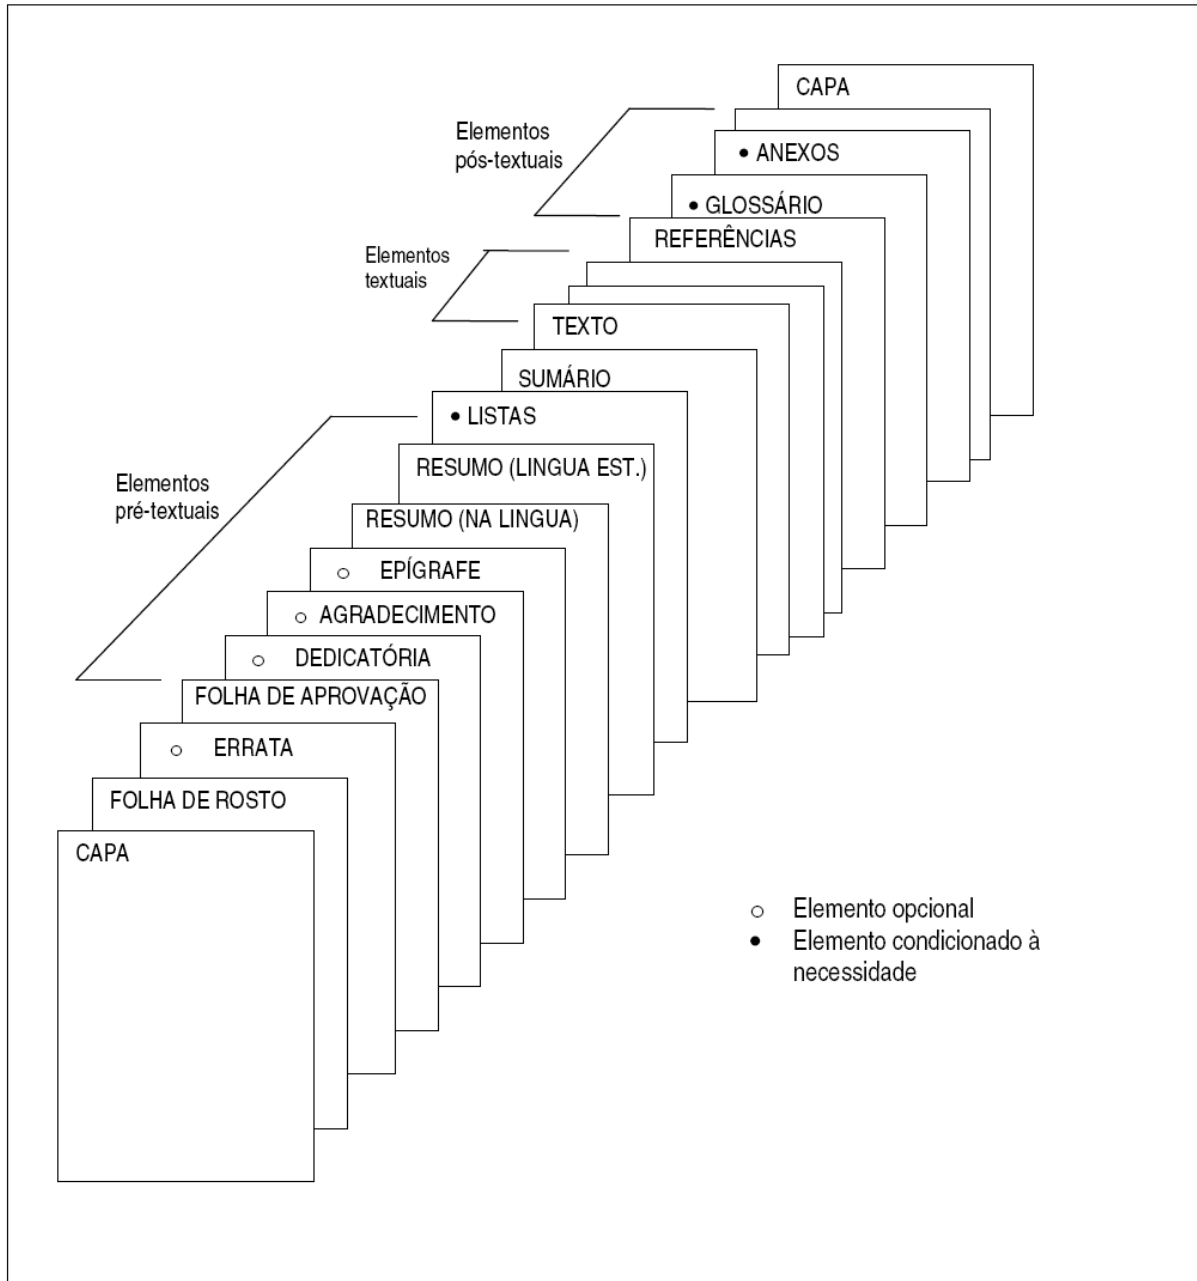 CAPA
Elementos
pós-textuais
• ANEXOS
• GLOSSÁRIO
REFERÊNCIAS
Elementos
textuais
TEXTO
SUMÁRIO
• LISTAS
RESUMO (LINGUA EST.)
Elementos
pré-textuais
RESUMO (NA LINGUA)
○ EPÍGRAFE
○ AGRADECIMENTO
○ DEDICATÓRIA
FOLHA DE APROVAÇÃO
○ ERRATA
FOLHA DE ROSTO
CAPA
○ Elemento opcional
• Elemento condicionado à
necessidade